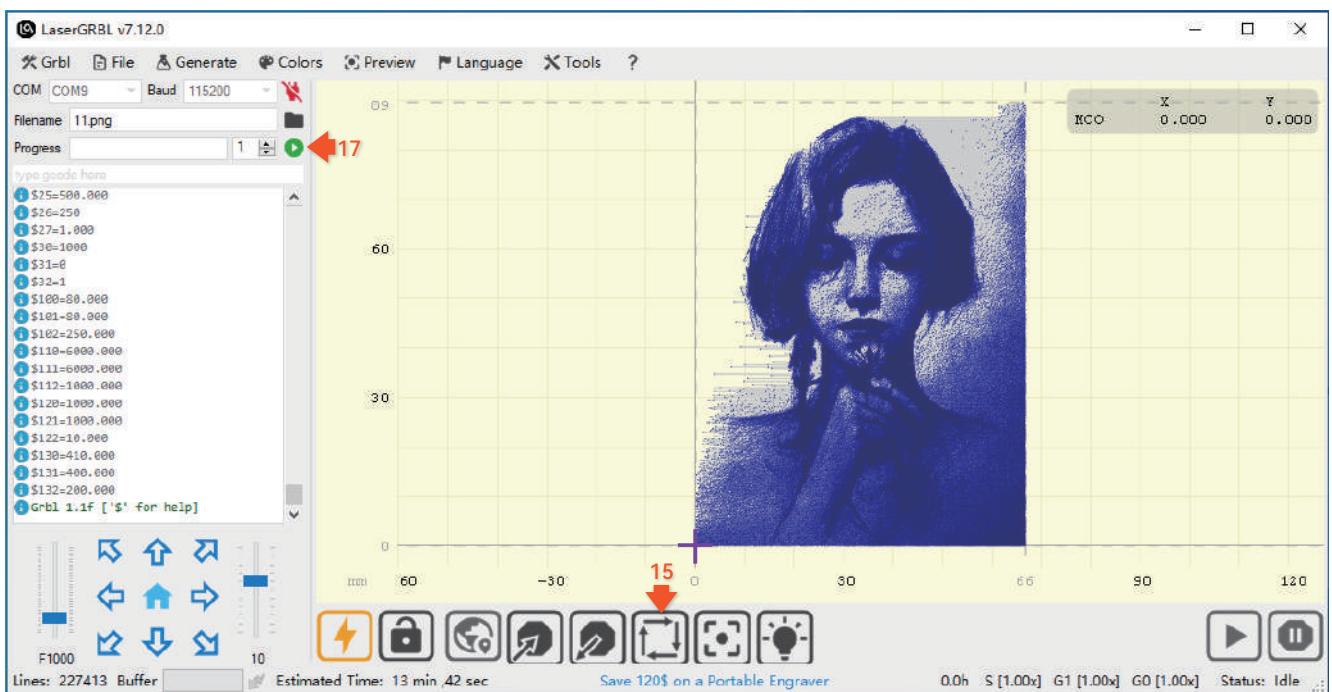 LaserGRBL v7.12.0
Grbl File Generate Colors Preview Language Tools ?
COM COM9 Baud 115200
Filename 11.png
Progress 1 17
type gcode here
$25=500.000
$26=250
$27=1.000
$30=1000
$31=0
$32=1
$100=80.000
$101=80.000
$102=250.000
$110=6000.000
$111=6000.000
$112=1000.000
$120=1000.000
$121=1000.000
$122=10.000
$130=410.000
$131=400.000
$132=200.000
Grbl 1.1f ['$' for help]
F1000 10
X Y
MCO 0.000 0.000
60
30
0
mm 60 -30 0 30 66 90 120
15
Lines: 227413 Buffer Estimated Time: 13 min ,42 sec Save 120$ on a Portable Engraver 0.0h S [1.00x] G1 [1.00x] G0 [1.00x] Status: Idle